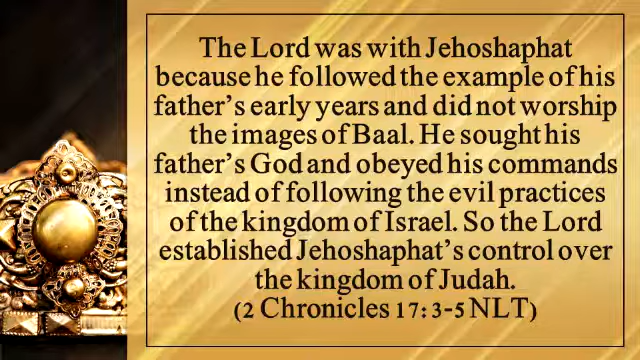 The Lord was with Jehoshaphat
because he followed the example of his
father’s early years and did not worship
the images of Baal. He sought his
father’s God and obeyed his commands
instead of following the evil practices
of the kingdom of Israel. So the Lord
established Jehoshaphat’s control over
the kingdom of Judah.
(2 Chronicles 17: 3-5 NLT)